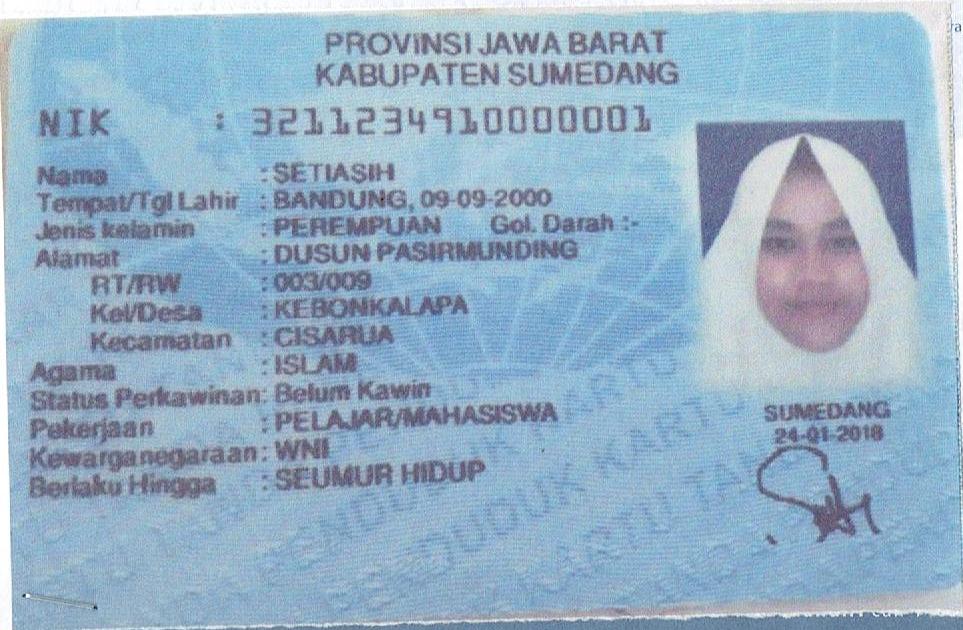 PROVINSI JAWA BARAT
KABUPATEN SUMEDANG
NIK : 3211234910000001
Nama : SETIASIH
Tempat/Tgl Lahir : BANDUNG, 09-09-2000
Jenis kelamin : PEREMPUAN Gol. Darah :-
Alamat : DUSUN PASIRMUNDING
RT/RW : 003/009
Kel/Desa : KEBONKALAPA
Kecamatan : CISARUA
Agama : ISLAM
Status Perkawinan: Belum Kawin
Pekerjaan : PELAJAR/MAHASISWA
Kewarganegaraan: WNI
Berlaku Hingga : SEUMUR HIDUP
SUMEDANG
24-01-2018